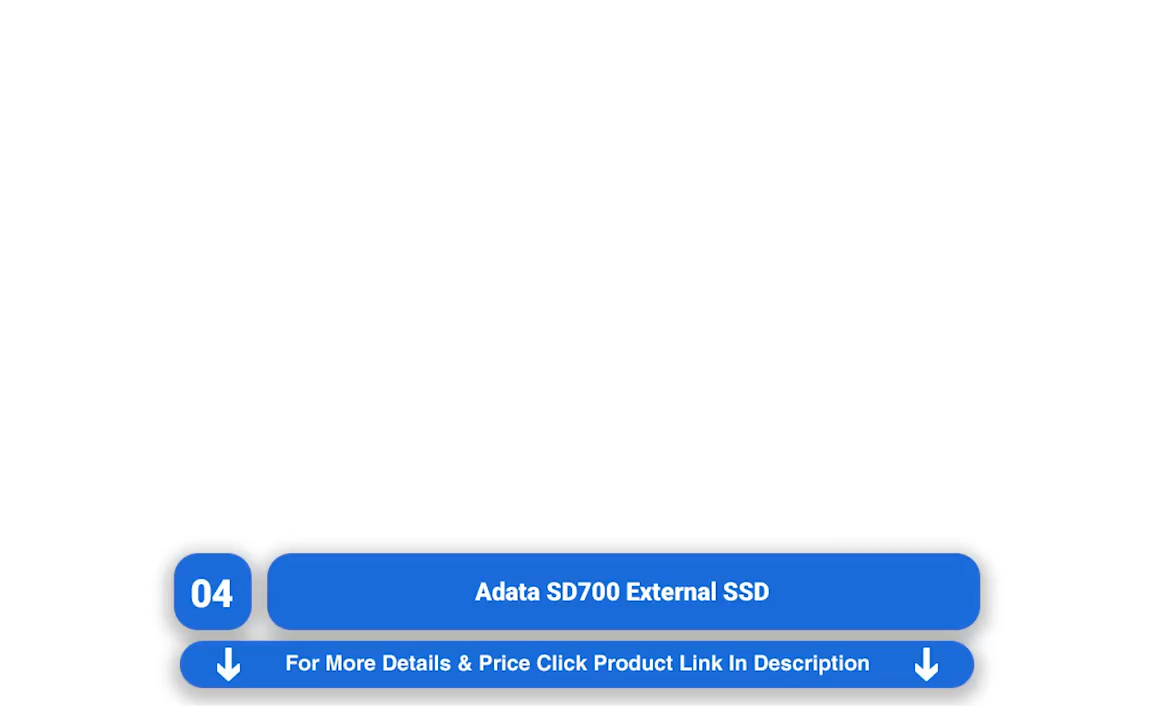 04
Adata SD700 External SSD
For More Details & Price Click Product Link In Description